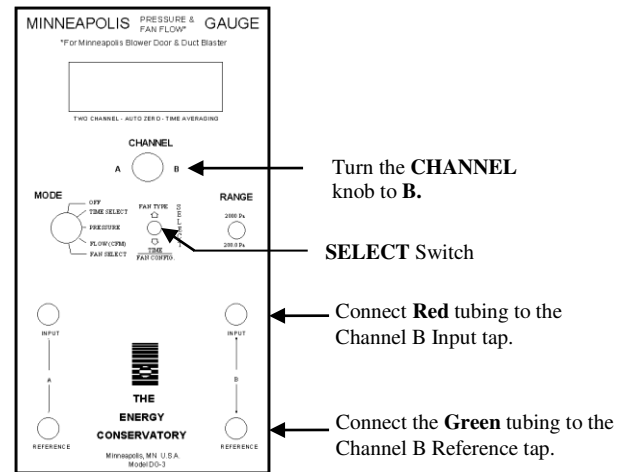 MINNEAPOLIS PRESSURE & FAN FLOW* GAUGE
*For Minneapolis Blower Door & Duct Blaster
TWO CHANNEL - AUTO ZERO - TIME AVERAGING
CHANNEL
A B
Turn the CHANNEL
knob to B.
MODE
OFF
TIME SELECT
PRESSURE
FLOW (CFM)
FAN SELECT
FAN TYPE
SELECT
TIME
FAN CONFIG.
RANGE
2000 Pa
200.0 Pa
SELECT Switch
INPUT
A
REFERENCE
INPUT
B
REFERENCE
Connect Red tubing to the
Channel B Input tap.
THE
ENERGY
CONSERVATORY
Minneapolis, MN U.S.A.
Model DG-3
Connect the Green tubing to the
Channel B Reference tap.